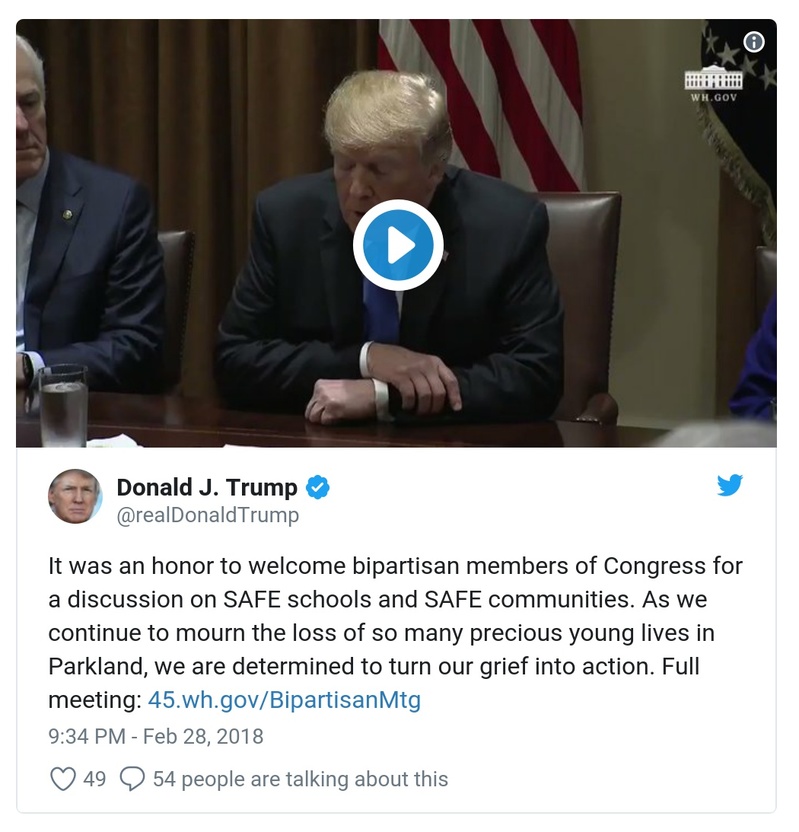 WH.GOV
Donald J. Trump
@realDonaldTrump
It was an honor to welcome bipartisan members of Congress for
a discussion on SAFE schools and SAFE communities. As we
continue to mourn the loss of so many precious young lives in
Parkland, we are determined to turn our grief into action. Full
meeting: 45.wh.gov/BipartisanMtg
9:34 PM - Feb 28, 2018
49 54 people are talking about this